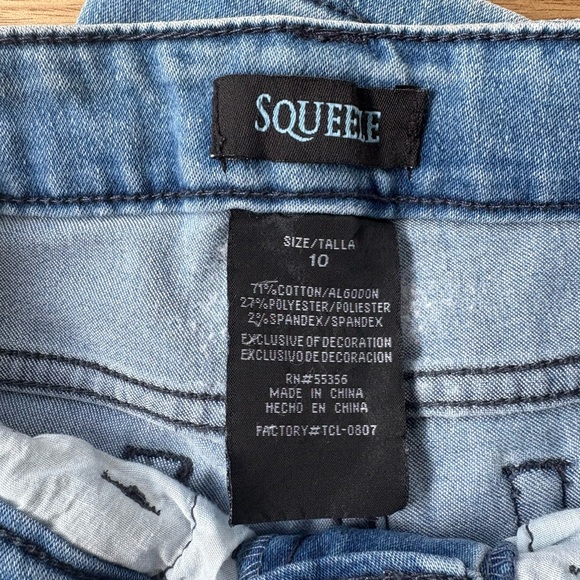 SQUEEZE
SIZE/TALLA
10
71%COTTON/ALGODON
27%POLYESTER/POLIESTER
2%SPANDEX/SPANDEX
EXCLUSIVE OF DECORATION
EXCLUSIVO DE DECORACION
RN#55356
MADE IN CHINA
HECHO EN CHINA
FACTORY#TCL-0807